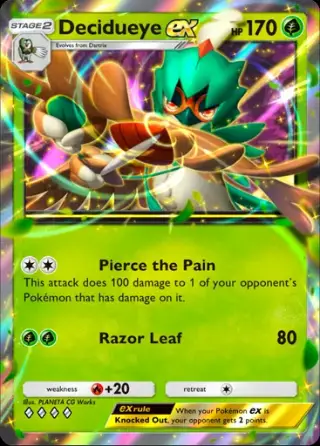 STAGE 2 Decidueye ex HP 170
Evolves from Dartrix
Pierce the Pain
This attack does 100 damage to 1 of your opponent's
Pokémon that has damage on it.
Razor Leaf 80
weakness +20 retreat
Illus. PLANETA CG Works
ex rule When your Pokémon ex is
Knocked Out, your opponent gets 2 points.